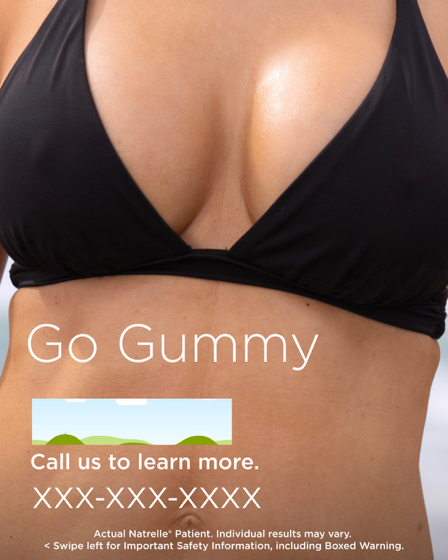 Go Gummy
Call us to learn more.
XXX-XXX-XXXX
Actual Natrelle® Patient. Individual results may vary.
< Swipe left for Important Safety Information, including Boxed Warning.